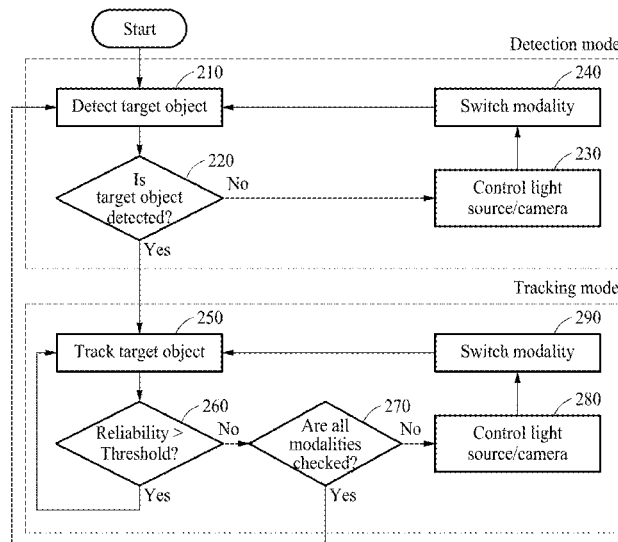 Start
Detection mode
210
Detect target object
240
Switch modality
220
Is
target object
detected?
No
Yes
230
Control light
source/camera
Tracking mode
250
Track target object
290
Switch modality
260
Reliability >
Threshold?
No
Yes
270
Are all
modalities
checked?
No
Yes
280
Control light
source/camera